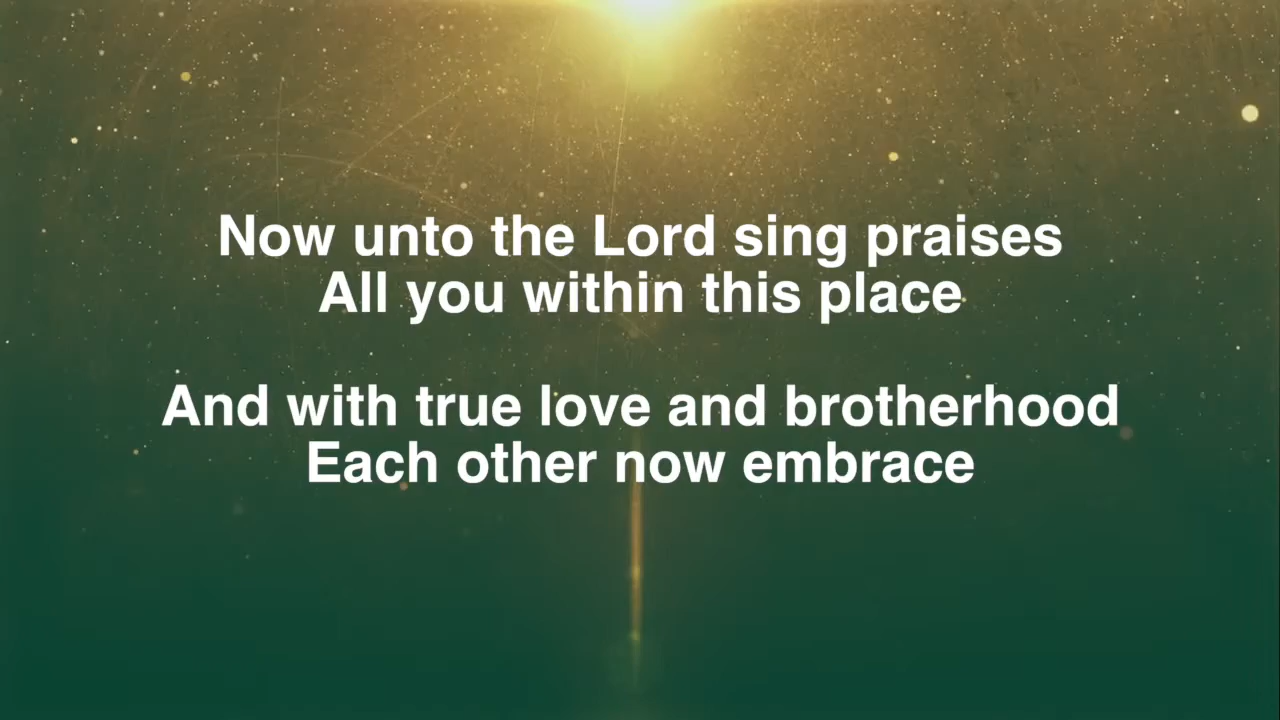 Now unto the Lord sing praises
All you within this place
And with true love and brotherhood
Each other now embrace